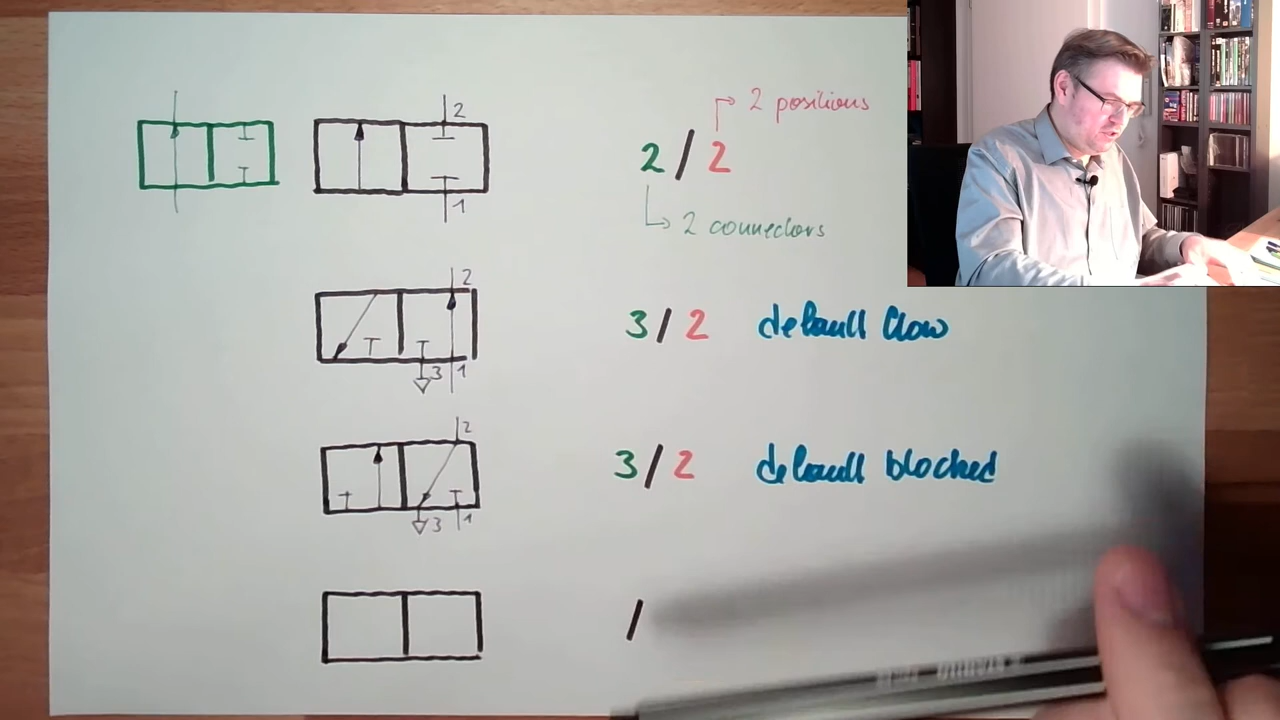 2
1
2 / 2
2 positions
2 connectors
2
3 1
3 / 2 default flow
2
3 1
3 / 2 default blocked
/